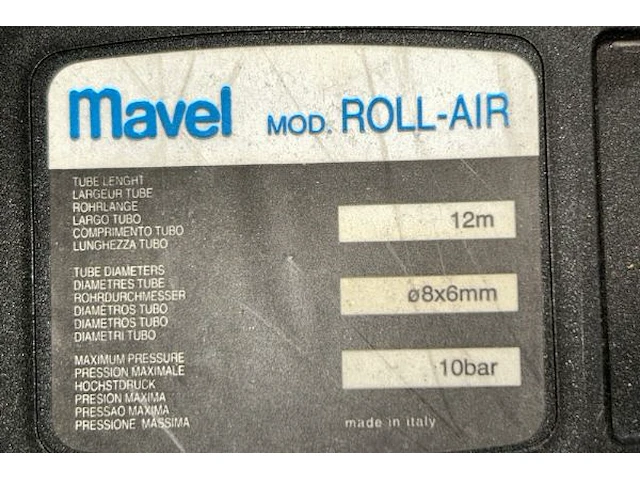 mavel MOD. ROLL-AIR
TUBE LENGHT
LARGEUR TUBE
ROHRLANGE
LARGO TUBO
COMPRIMENTO TUBO
LUNGHEZZA TUBO
12m
TUBE DIAMETERS
DIAMETRES TUBE
ROHRDURCHMESSER
DIAMETROS TUBO
DIAMETROS TUBO
DIAMETRI TUBO
ø8x6mm
MAXIMUM PRESSURE
PRESSION MAXIMALE
HOCHSTDRUCK
PRESION MAXIMA
PRESSAO MAXIMA
PRESSIONE MASSIMA
10bar
made in italy